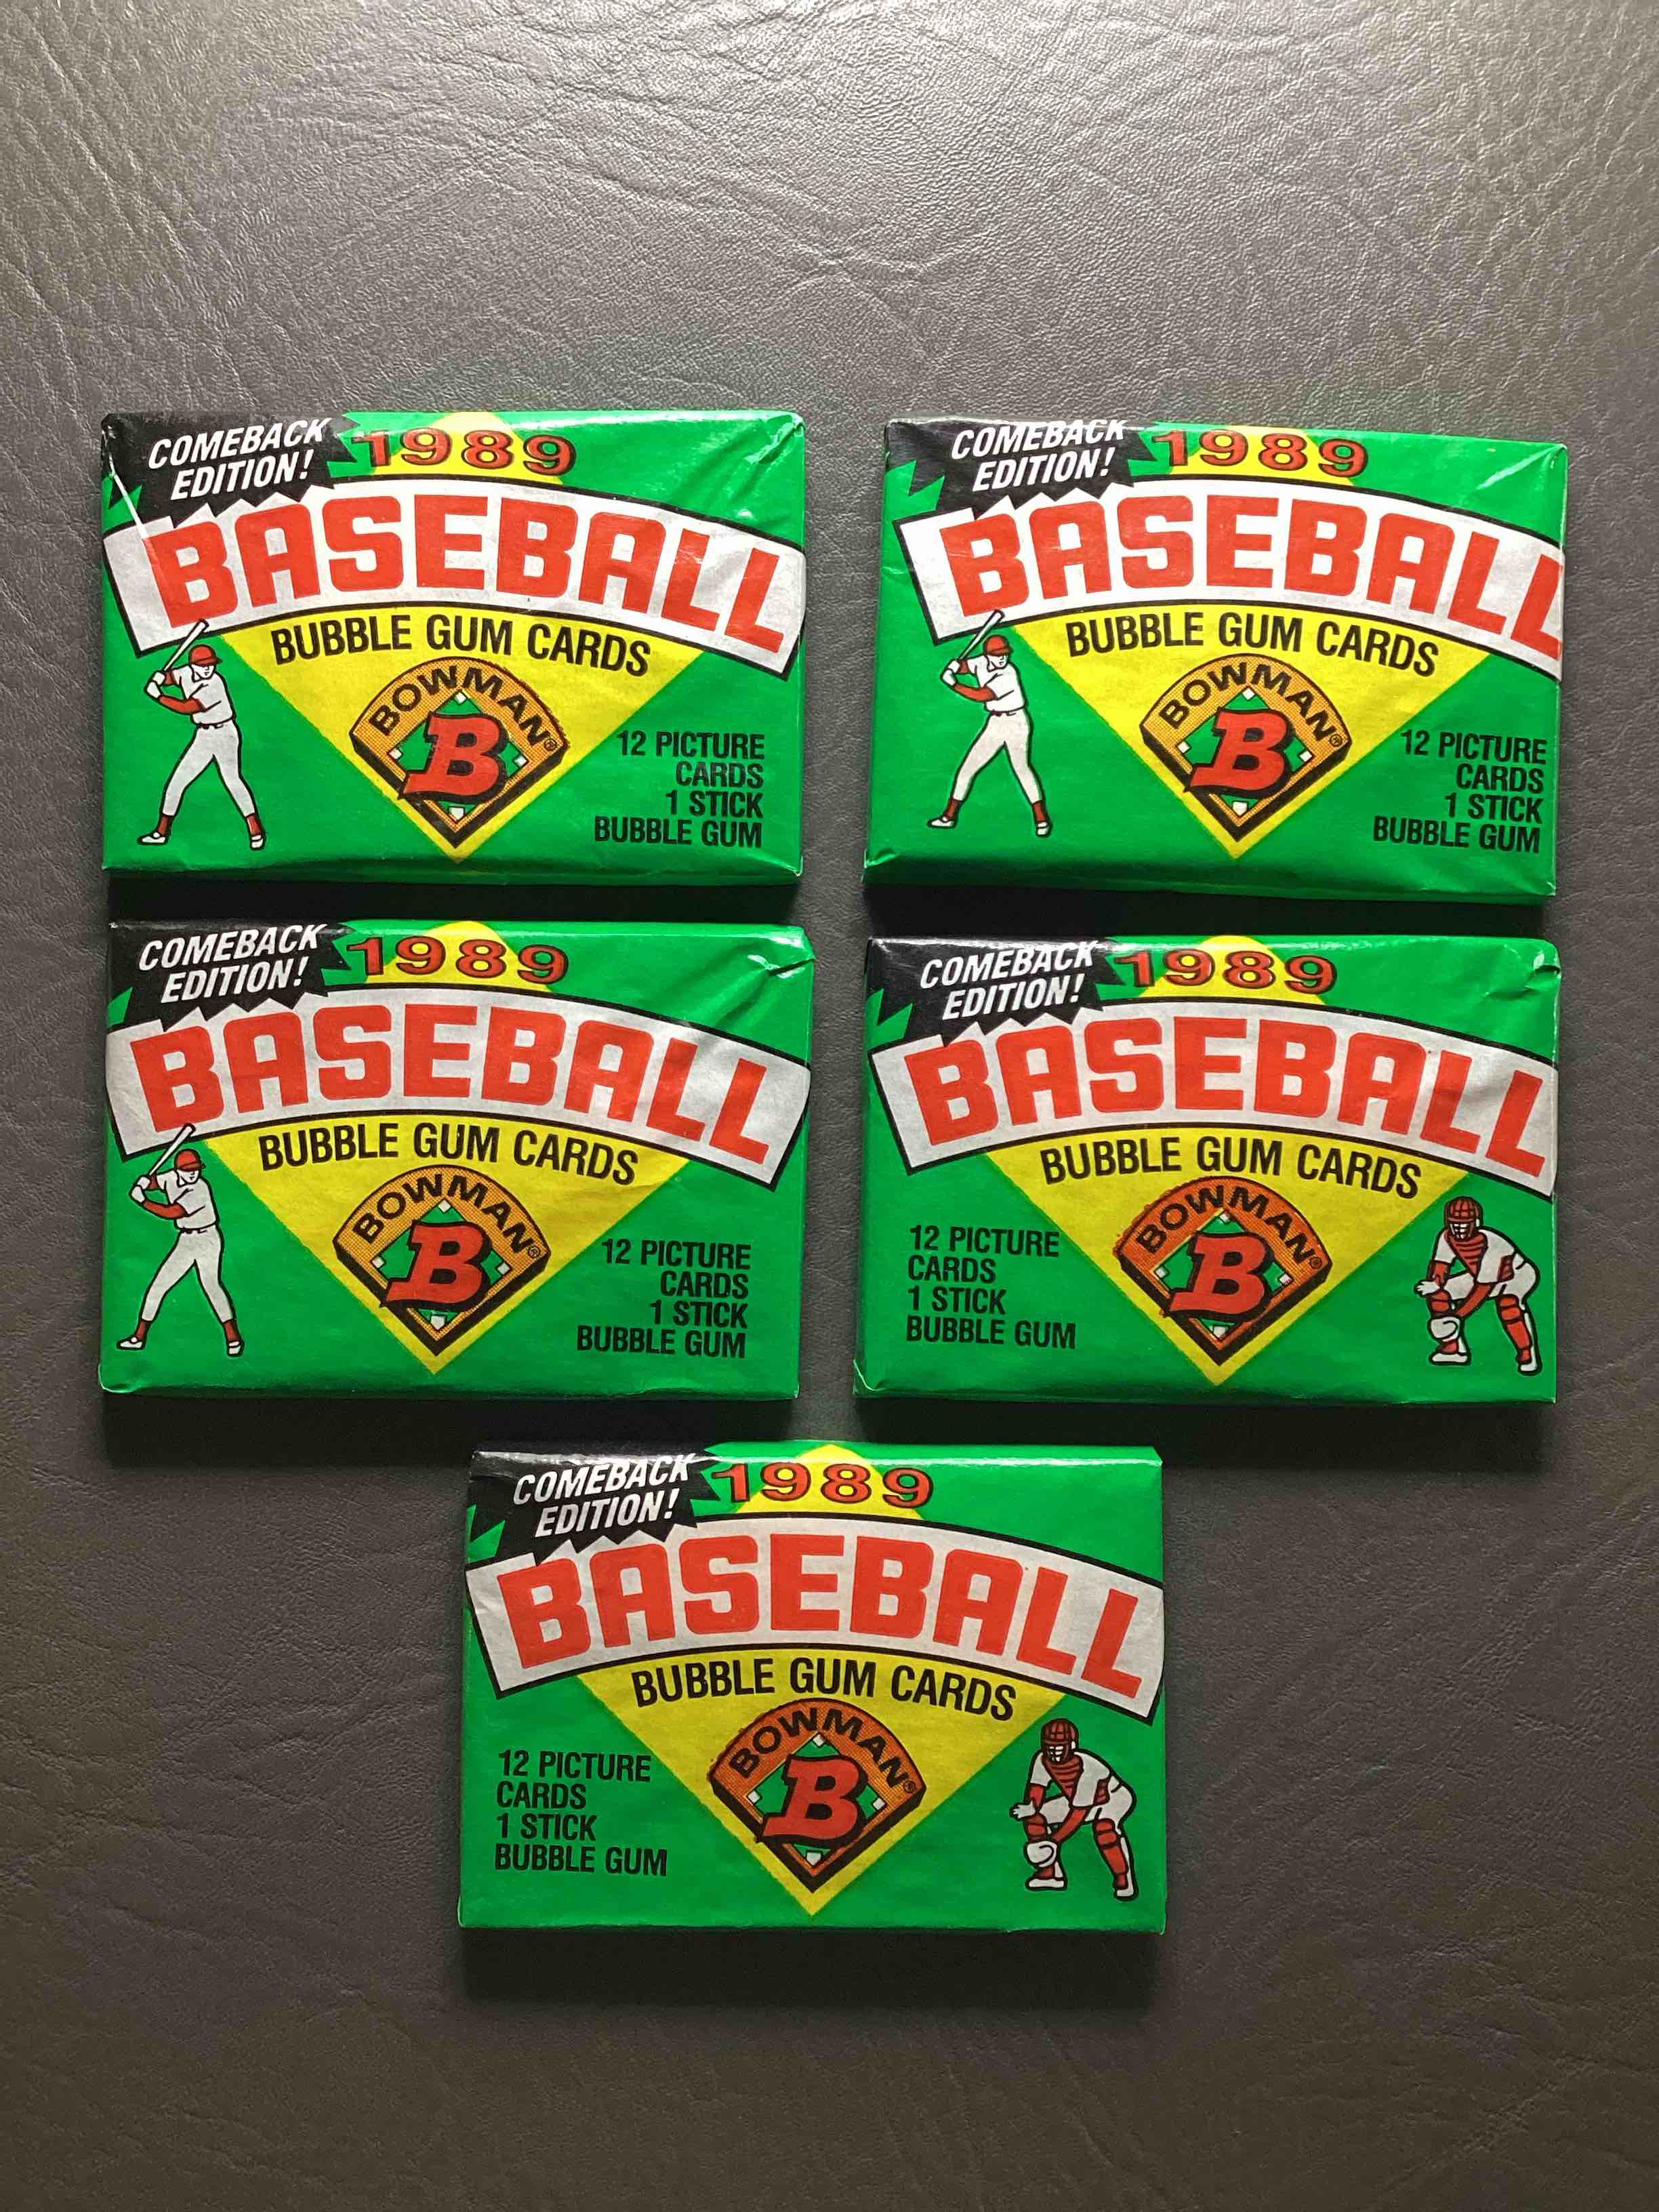 COMEBACK
EDITION!
1989
BASEBALL
BUBBLE GUM CARDS
BOWMAN®
B
12 PICTURE
CARDS
1 STICK
BUBBLE GUM
COMEBACK
EDITION!
1989
BASEBALL
BUBBLE GUM CARDS
BOWMAN®
B
12 PICTURE
CARDS
1 STICK
BUBBLE GUM
COMEBACK
EDITION!
1989
BASEBALL
BUBBLE GUM CARDS
BOWMAN®
B
12 PICTURE
CARDS
1 STICK
BUBBLE GUM
COMEBACK
EDITION!
1989
BASEBALL
BUBBLE GUM CARDS
12 PICTURE
CARDS
1 STICK
BUBBLE GUM
BOWMAN®
B
COMEBACK
EDITION!
1989
BASEBALL
BUBBLE GUM CARDS
12 PICTURE
CARDS
1 STICK
BUBBLE GUM
BOWMAN®
B